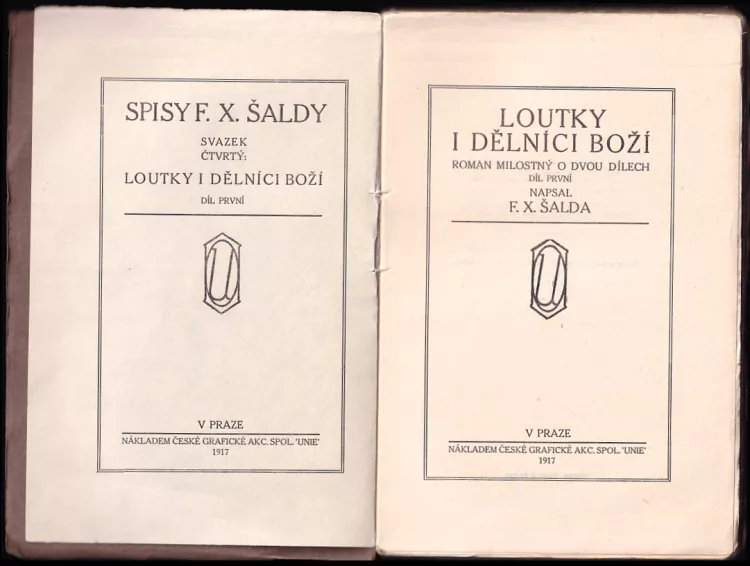 SPISY F. X. ŠALDY
SVAZEK
ČTVRTÝ:
LOUTKY I DĚLNÍCI BOŽÍ
DÍL PRVNÍ
U
V PRAZE
NÁKLADEM ČESKÉ GRAFICKÉ AKC. SPOL. 'UNIE'
1917
LOUTKY
I DĚLNÍCI BOŽÍ
ROMAN MILOSTNÝ O DVOU DÍLECH
DÍL PRVNÍ
NAPSAL
F. X. ŠALDA
U
V PRAZE
NÁKLADEM ČESKÉ GRAFICKÉ AKC. SPOL. 'UNIE'
1917